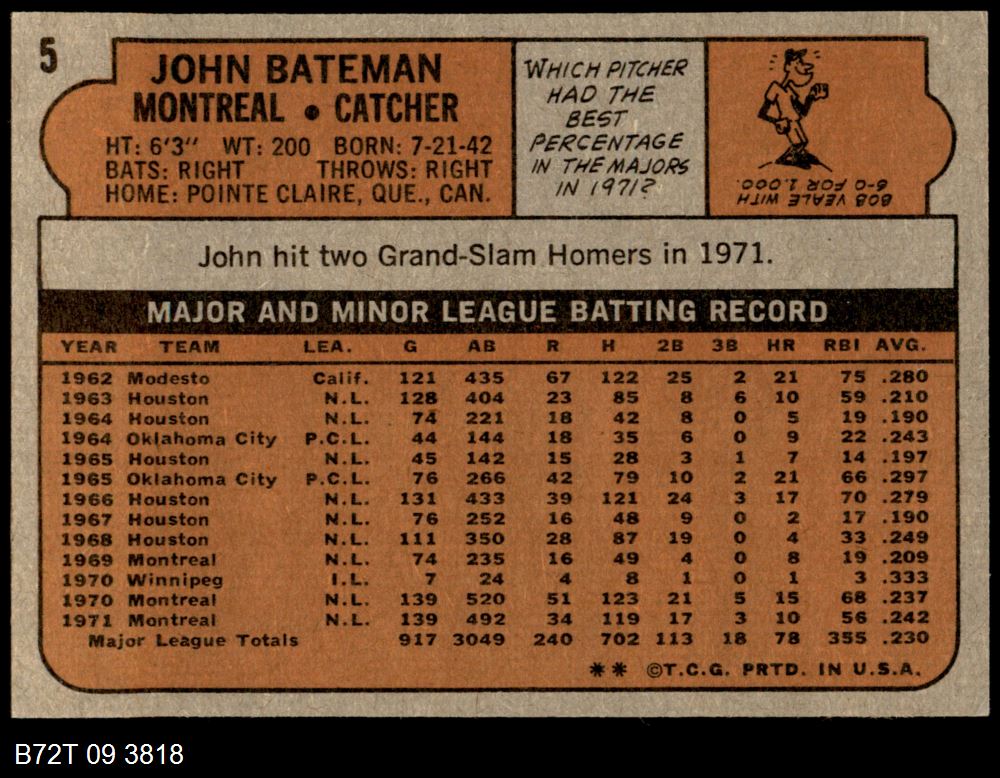 5
JOHN BATEMAN
MONTREAL • CATCHER
HT: 6'3" WT: 200 BORN: 7-21-42
BATS: RIGHT THROWS: RIGHT
HOME: POINTE CLAIRE, QUE., CAN.
WHICH PITCHER
HAD THE
BEST
PERCENTAGE
IN THE MAJORS
IN 1971?
BOB VEALE WITH
6-0 FOR 1.000.
John hit two Grand-Slam Homers in 1971.
MAJOR AND MINOR LEAGUE BATTING RECORD
YEAR TEAM LEA. G AB R H 2B 3B HR RBI AVG.
1962 Modesto Calif. 121 435 67 122 25 2 21 75 .280
1963 Houston N.L. 128 404 23 85 8 6 10 59 .210
1964 Houston N.L. 74 221 18 42 8 0 5 19 .190
1964 Oklahoma City P.C.L. 44 144 18 35 6 0 9 22 .243
1965 Houston N.L. 45 142 15 28 3 1 7 14 .197
1965 Oklahoma City P.C.L. 76 266 42 79 10 2 21 66 .297
1966 Houston N.L. 131 433 39 121 24 3 17 70 .279
1967 Houston N.L. 76 252 16 48 9 0 2 17 .190
1968 Houston N.L. 111 350 28 87 19 0 4 33 .249
1969 Montreal N.L. 74 235 16 49 4 0 8 19 .209
1970 Winnipeg I.L. 7 24 4 8 1 0 1 3 .333
1970 Montreal N.L. 139 520 51 123 21 5 15 68 .237
1971 Montreal N.L. 139 492 34 119 17 3 10 56 .242
Major League Totals 917 3049 240 702 113 18 78 355 .230
** ©T.C.G. PRTD. IN U.S.A.
B72T 09 3818